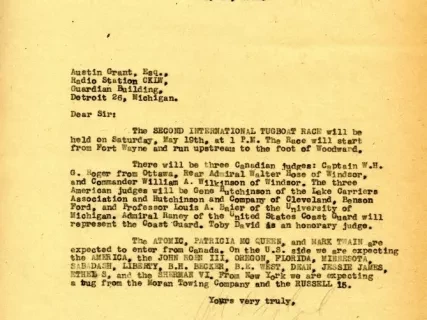 Austin Grant, Esq.,
Radio Station CKLW,
Guardian Building,
Detroit 26, Michigan.
Dear Sir:
The SECOND INTERNATIONAL TUGBOAT RACE will be
held on Saturday, May 19th, at 1 P.M. The Race will start
from Fort Wayne and run upstream to the foot of Woodward.
There will be three Canadian judges: Captain W.H.
G. Roger from Ottawa, Rear Admiral Walter Rose of Windsor,
and Commander William A. Wilkinson of Windsor. The three
American judges will be Gene Hutchinson of the Lake Carriers
Association and Hutchinson and Company of Cleveland, Benson
Ford, and Professor Louis A. Baier of the University of
Michigan. Admiral Raney of the United States Coast Guard will
represent the Coast Guard. Toby David is an honorary judge.
The ATOMIC, PATRICIA MC QUEEN, and MARK TWAIN are
expected to enter from Canada. On the U.S. side we are expecting
the AMERICA, the JOHN ROEN III, OREGON, FLORIDA, MINNESOTA,
SABADASH, LIBERTY, B.H. BECKER, B.E. WEST, DEAN, JESSIE JAMES,
ETHEL S, and the SHERMAN VI. From New York we are expecting
a tug from the Moran Towing Company and the RUSSELL 15.
Yours very truly,